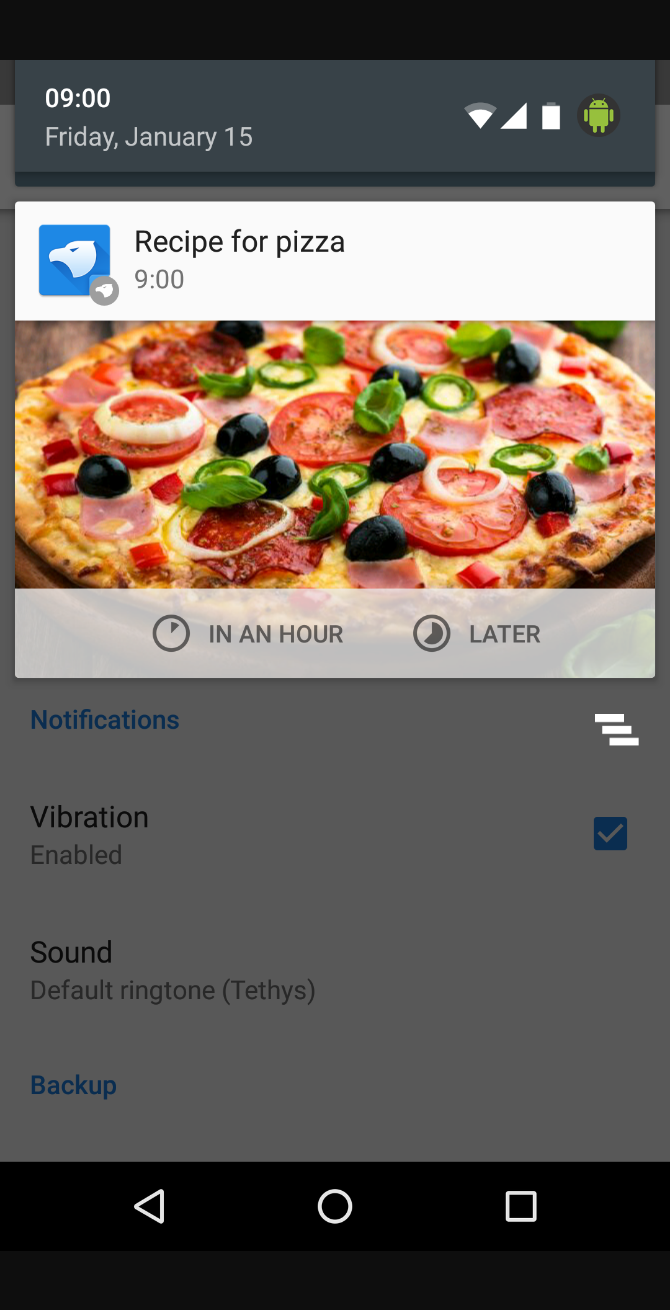 09:00
Friday, January 15
Recipe for pizza
9:00
IN AN HOUR
LATER
Notifications
Vibration
Enabled
Sound
Default ringtone (Tethys)
Backup